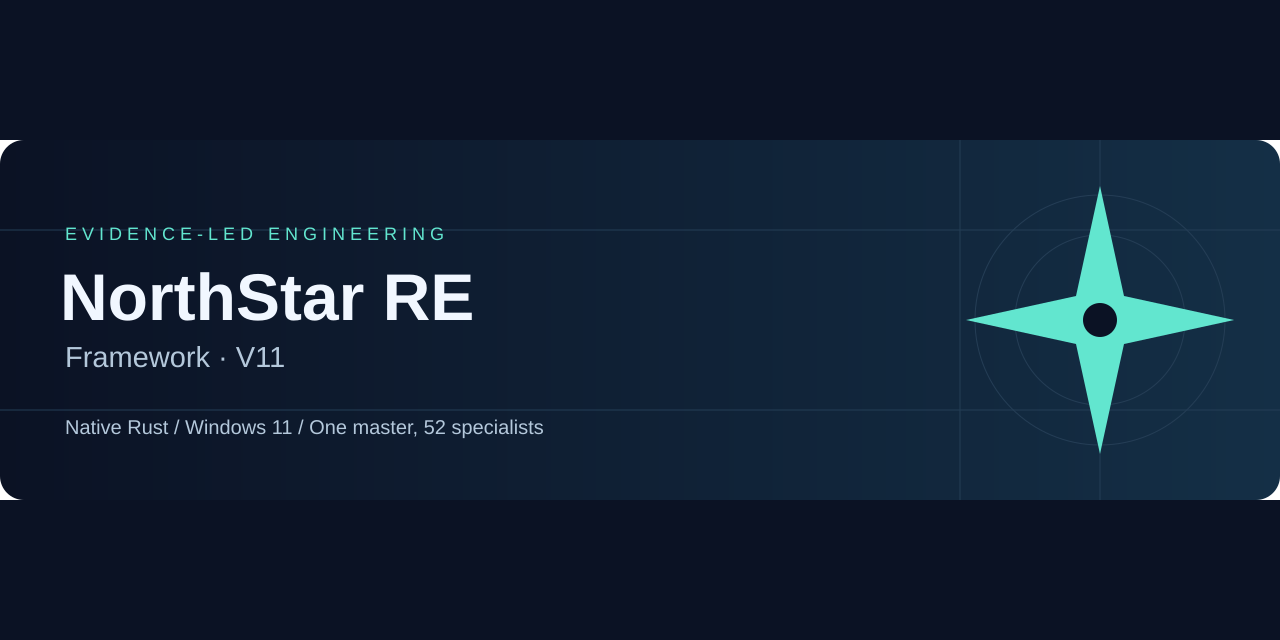 EVIDENCE-LED ENGINEERING
NorthStar RE
Framework · V11
Native Rust / Windows 11 / One master, 52 specialists